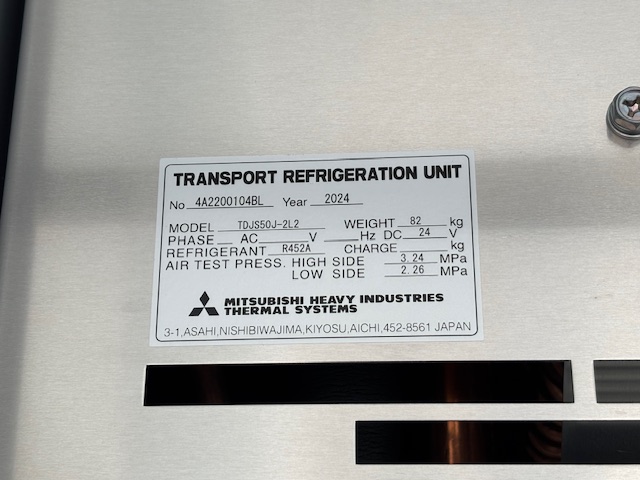 TRANSPORT REFRIGERATION UNIT
No 4A2200104BL Year 2024
MODEL TDJS50J-2L2 WEIGHT 82 kg
PHASE AC V Hz DC 24 V
REFRIGERANT R452A CHARGE kg
AIR TEST PRESS. HIGH SIDE 3.24 MPa
LOW SIDE 2.26 MPa
MITSUBISHI HEAVY INDUSTRIES
THERMAL SYSTEMS
3-1,ASAHI,NISHIBIWAJIMA,KIYOSU,AICHI,452-8561 JAPAN